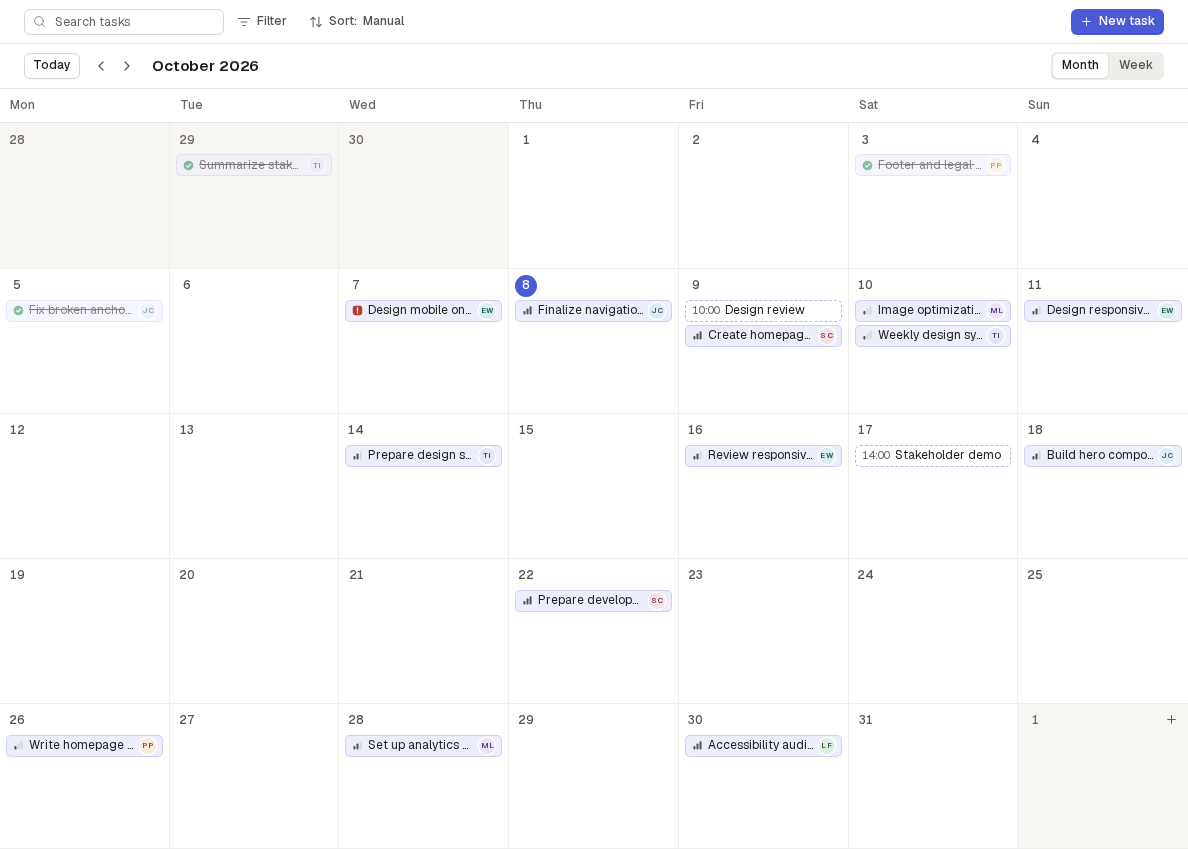 Search tasks
Filter
Sort: Manual
New task
Today
October 2026
Month
Week
Mon
Tue
Wed
Thu
Fri
Sat
Sun
28
29
30
1
2
3
4
Summarize stak... TI
Footer and legal ... PP
5
6
7
8
9
10
11
Fix broken ancho... JC
Design mobile on... EW
Finalize navigatio... JC
10:00 Design review
Image optimizati... ML
Design responsiv... EW
Create homepag... SC
Weekly design sy... TI
12
13
14
15
16
17
18
Prepare design s... TI
Review responsiv... EW
14:00 Stakeholder demo
Build hero compo... JC
19
20
21
22
23
24
25
Prepare develop... SC
26
27
28
29
30
31
1
Write homepage ... PP
Set up analytics ... ML
Accessibility audi... LF